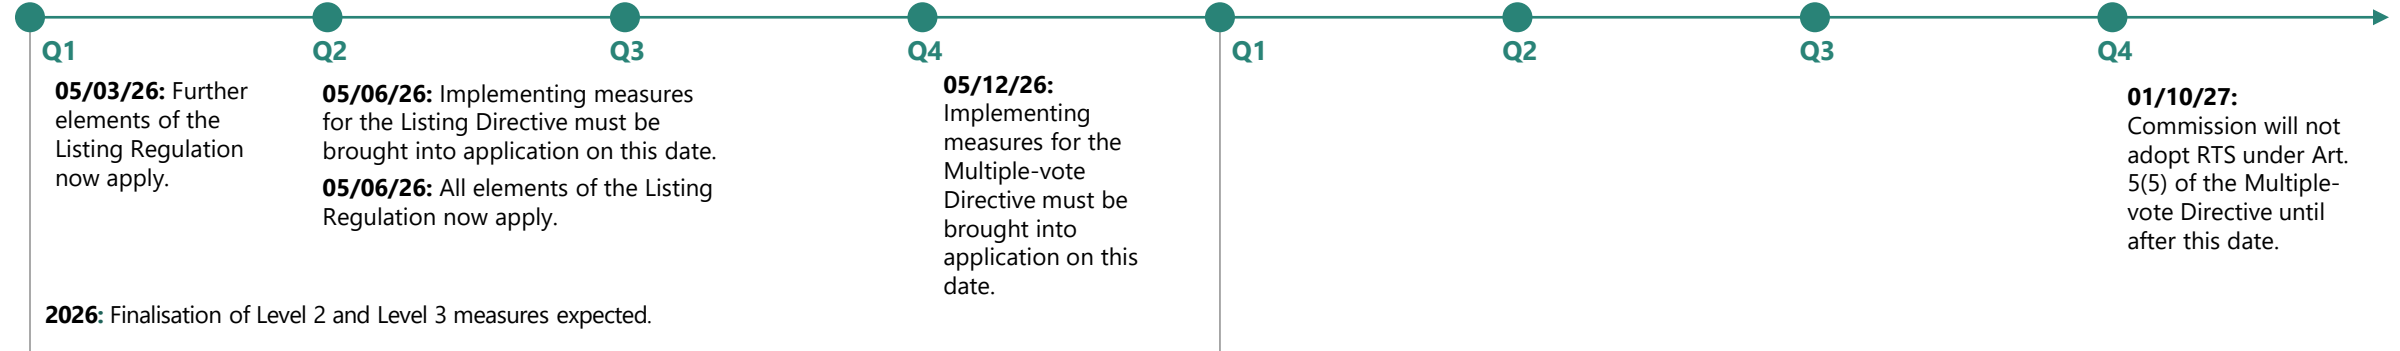 Q1
Q2
Q3
Q4
Q1
Q2
Q3
Q4
05/03/26: Further
elements of the
Listing Regulation
now apply.
05/06/26: Implementing measures
for the Listing Directive must be
brought into application on this date.
05/06/26: All elements of the Listing
Regulation now apply.
05/12/26:
Implementing
measures for the
Multiple-vote
Directive must be
brought into
application on this
date.
01/10/27:
Commission will not
adopt RTS under Art.
5(5) of the Multiple-
vote Directive until
after this date.
2026: Finalisation of Level 2 and Level 3 measures expected.